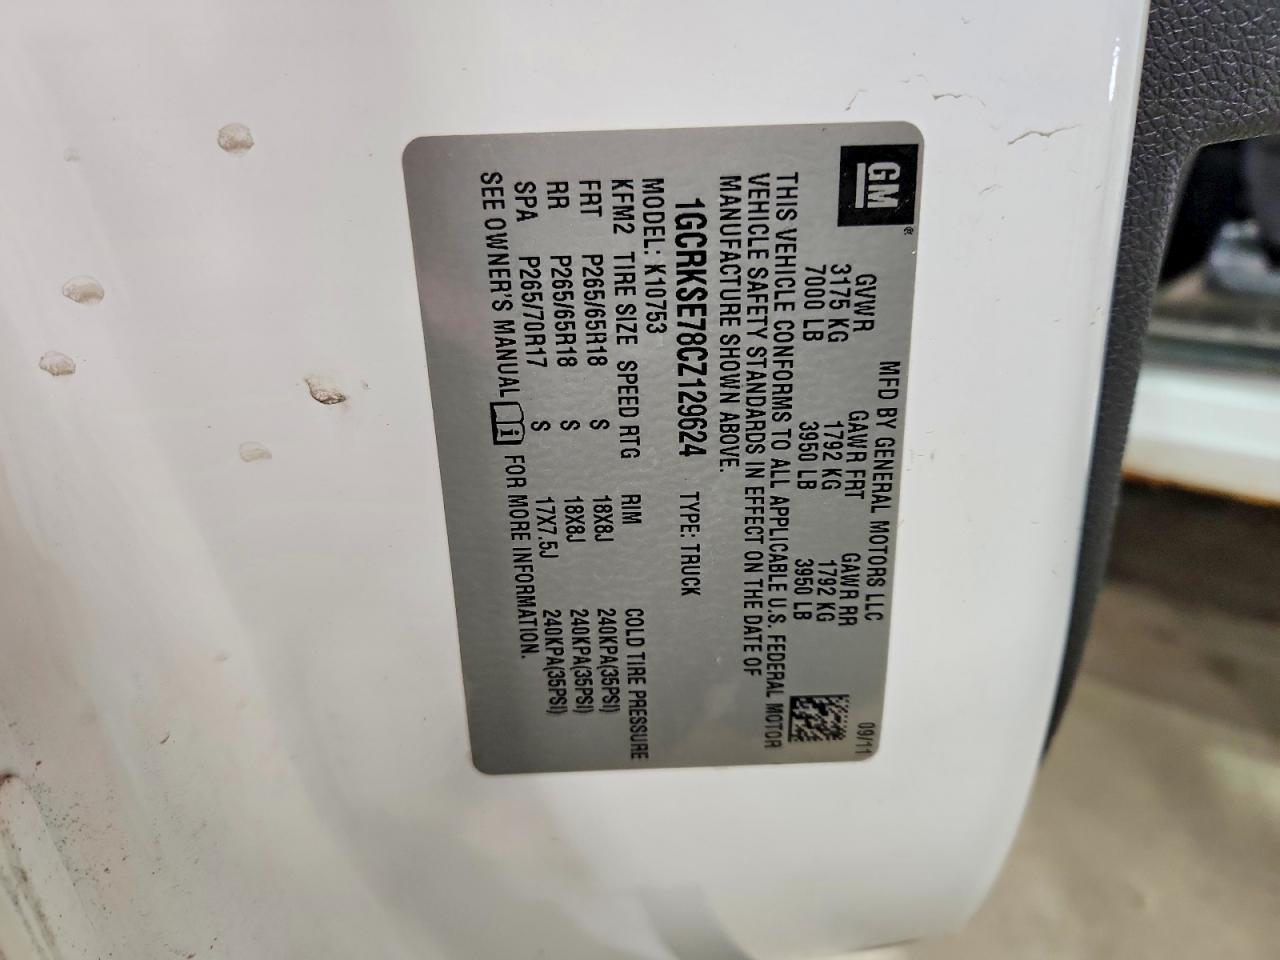 GM
®
MFD BY GENERAL MOTORS LLC 09/11
GVWR GAWR FRT GAWR RR
3175 KG 1792 KG 1792 KG
7000 LB 3950 LB 3950 LB
THIS VEHICLE CONFORMS TO ALL APPLICABLE U.S. FEDERAL MOTOR
VEHICLE SAFETY STANDARDS IN EFFECT ON THE DATE OF
MANUFACTURE SHOWN ABOVE.
1GCRKSE78CZ129624 TYPE: TRUCK
MODEL: K10753
KFM2 TIRE SIZE SPEED RTG RIM COLD TIRE PRESSURE
FRT P265/65R18 S 18X8J 240KPA(35PSI)
RR P265/65R18 S 18X8J 240KPA(35PSI)
SPA P265/70R17 S 17X7.5J 240KPA(35PSI)
SEE OWNER'S MANUAL i FOR MORE INFORMATION.